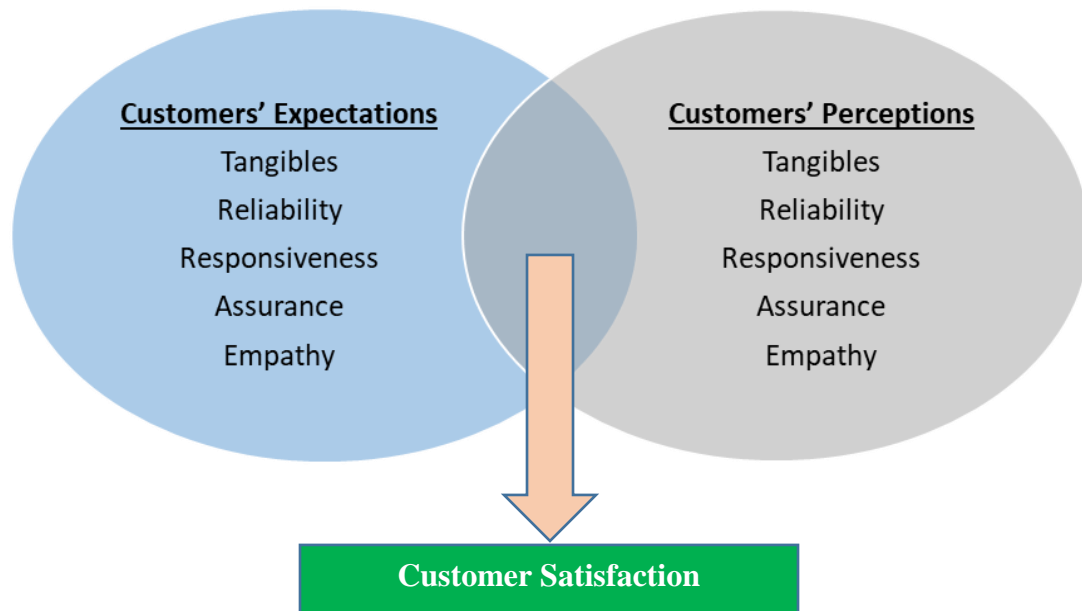 Customers’ Expectations
Tangibles
Reliability
Responsiveness
Assurance
Empathy
Customers’ Perceptions
Tangibles
Reliability
Responsiveness
Assurance
Empathy
Customer Satisfaction